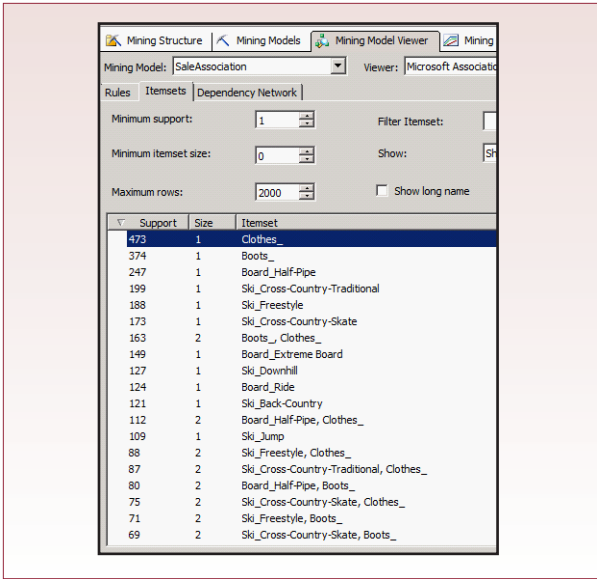 Mining Structure Mining Models Mining Model Viewer Mining
Mining Model: SaleAssociation Viewer: Microsoft Associatio
Rules Itemsets Dependency Network
Minimum support: 1 Filter Itemset:
Minimum itemset size: 0 Show: Sh
Maximum rows: 2000 Show long name
Support Size Itemset
473 1 Clothes_
374 1 Boots_
247 1 Board_Half-Pipe
199 1 Ski_Cross-Country-Traditional
188 1 Ski_Freestyle
173 1 Ski_Cross-Country-Skate
163 2 Boots_, Clothes_
149 1 Board_Extreme Board
127 1 Ski_Downhill
124 1 Board_Ride
121 1 Ski_Back-Country
112 2 Board_Half-Pipe, Clothes_
109 1 Ski_Jump
88 2 Ski_Freestyle, Clothes_
87 2 Ski_Cross-Country-Traditional, Clothes_
80 2 Board_Half-Pipe, Boots_
75 2 Ski_Cross-Country-Skate, Clothes_
71 2 Ski_Freestyle, Boots_
69 2 Ski_Cross-Country-Skate, Boots_